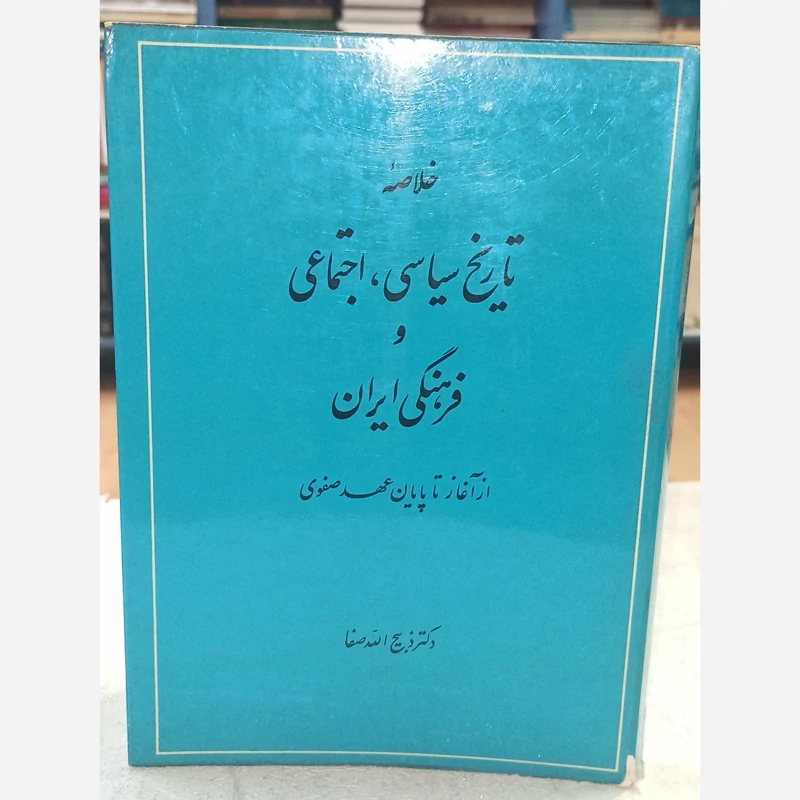 خلاصهٔ
تاریخ سیاسی، اجتماعی
و
فرهنگی ایران
از آغاز تا پایان عهد صفوی
دکتر ذبیح الله صفا